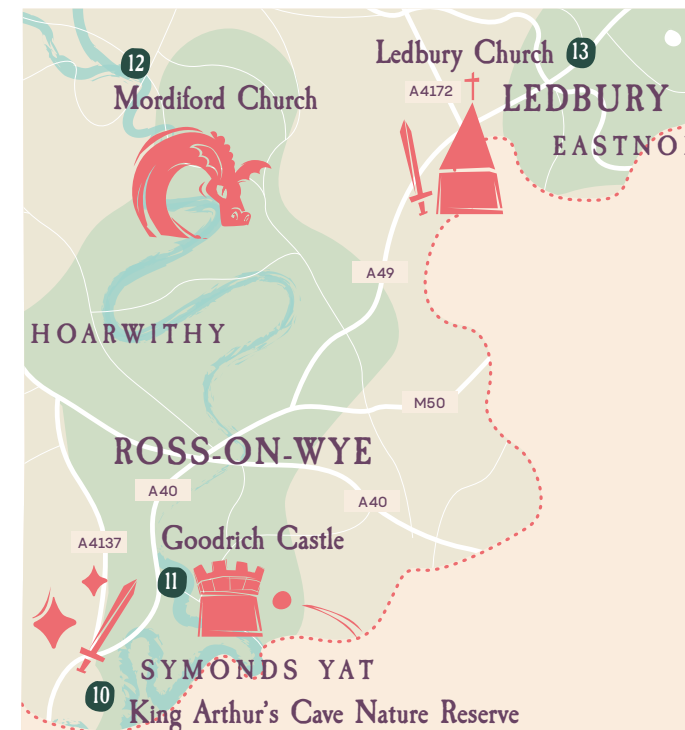 12
Mordiford Church
Ledbury Church 13
A4172
LEDBURY
EASTNO
A49
HOARWITHY
M50
ROSS-ON-WYE
A40
A40
A4137
Goodrich Castle
11
SYMONDS YAT
10
King Arthur's Cave Nature Reserve